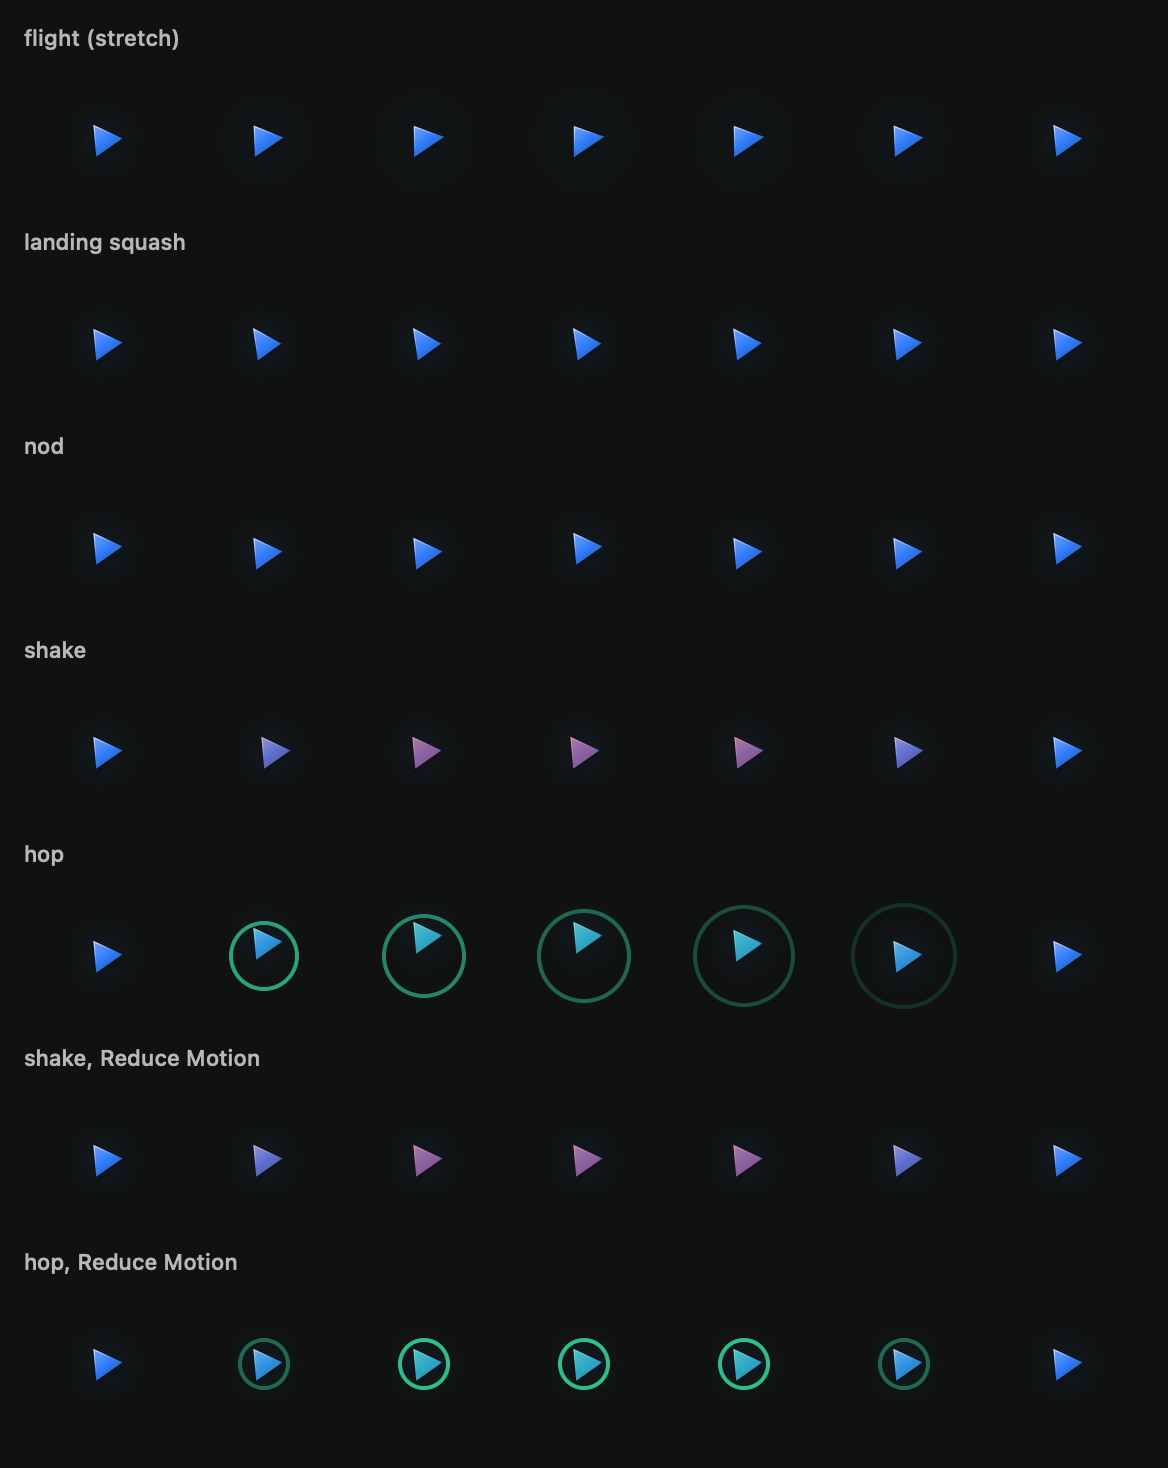 flight (stretch)
landing squash
nod
shake
hop
shake, Reduce Motion
hop, Reduce Motion